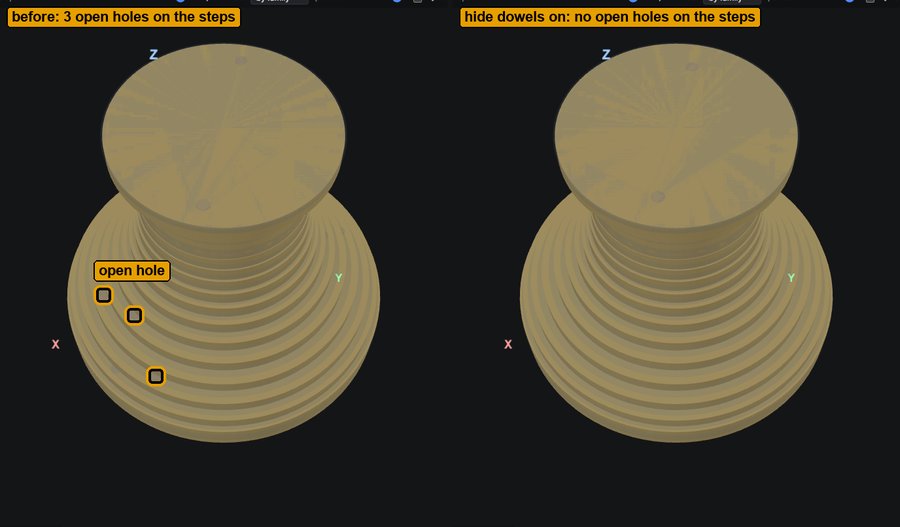 before: 3 open holes on the steps
hide dowels on: no open holes on the steps
Z
Z
open hole
Y
Y
X
X